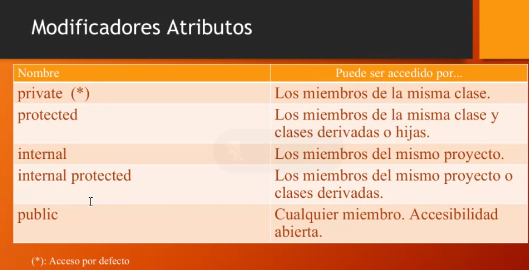 Modificadores Atributos
Nombre Puede ser accedido por...
private (*) Los miembros de la misma clase.
protected Los miembros de la misma clase y
clases derivadas o hijas.
internal Los miembros del mismo proyecto.
internal protected Los miembros del mismo proyecto o
clases derivadas.
public Cualquier miembro. Accesibilidad
abierta.
(*): Acceso por defecto